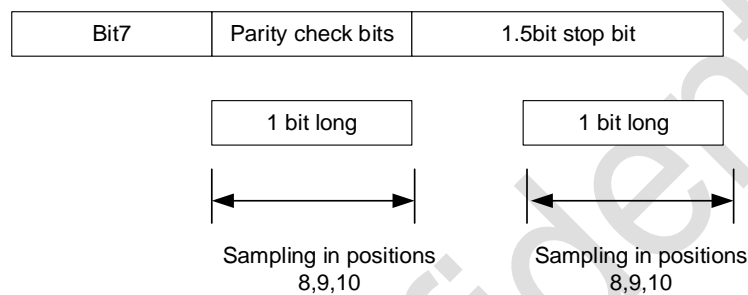 Bit7 Parity check bits 1.5bit stop bit
1 bit long 1 bit long
Sampling in positions
8,9,10
Sampling in positions
8,9,10